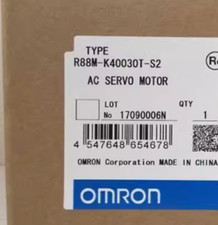 TYPE
R88M-K40030T-S2
AC SERVO MOTOR
LOT
No 17090006N
QTY
1
4 547648 654678
OMRON Corporation MADE IN CHINA
OMRON